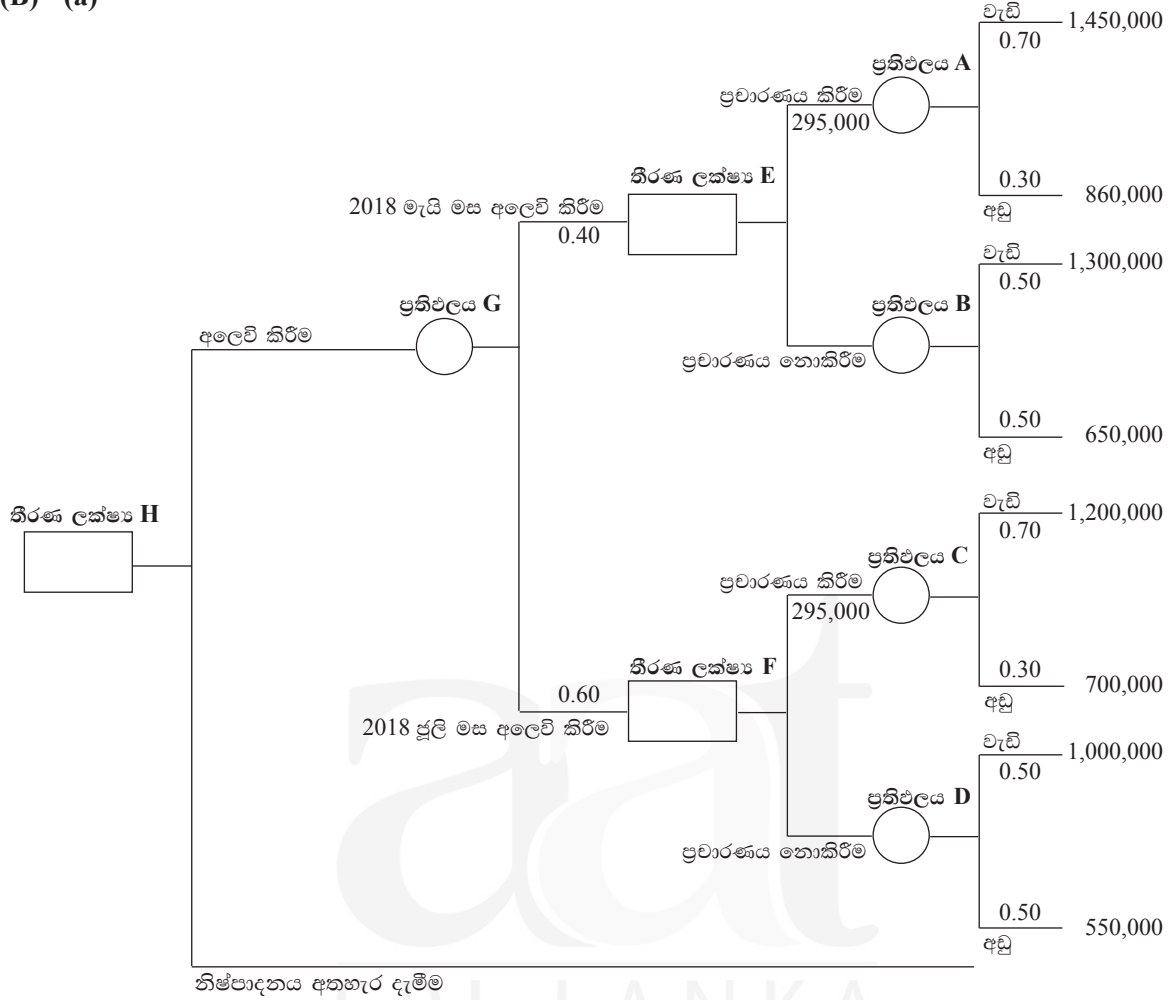 (B) (a)
වැඩි
0.70
1,450,000
ප්‍රතිඵලය A
ප්‍රචාරණය කිරීම
295,000
0.30
අඩු
860,000
තීරණ ලක්ෂ්‍ය E
2018 මැයි මස අලෙවි කිරීම
0.40
වැඩි
0.50
1,300,000
ප්‍රතිඵලය B
ප්‍රචාරණය නොකිරීම
0.50
අඩු
650,000
ප්‍රතිඵලය G
අලෙවි කිරීම
තීරණ ලක්ෂ්‍ය H
වැඩි
0.70
1,200,000
ප්‍රතිඵලය C
ප්‍රචාරණය කිරීම
295,000
0.30
අඩු
700,000
තීරණ ලක්ෂ්‍ය F
0.60
2018 ජූලි මස අලෙවි කිරීම
වැඩි
0.50
1,000,000
ප්‍රතිඵලය D
ප්‍රචාරණය නොකිරීම
0.50
අඩු
550,000
නිෂ්පාදනය අතහැර දැමීම
aat